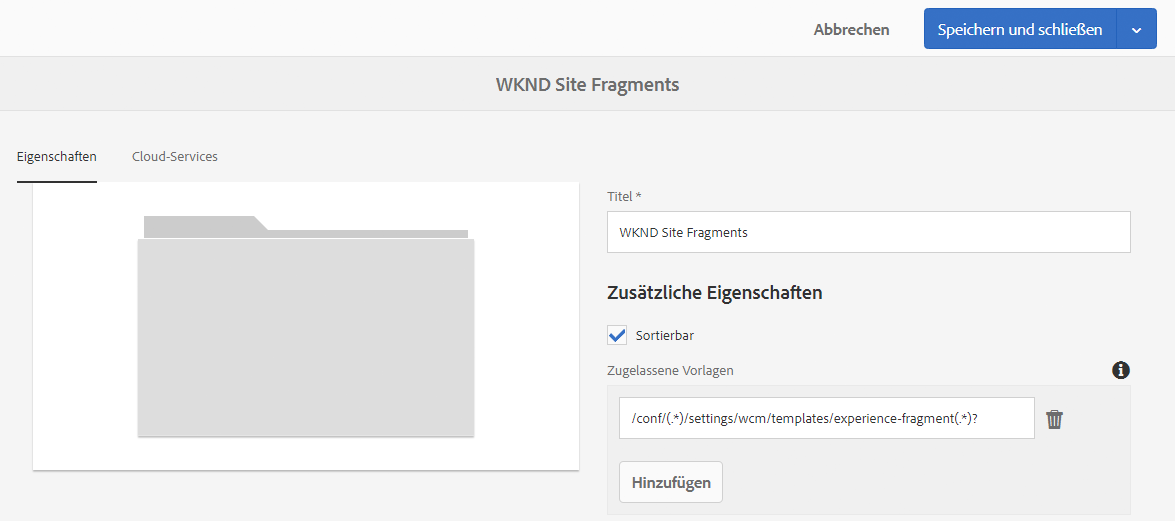 Abbrechen
Speichern und schließen
WKND Site Fragments
Eigenschaften
Cloud-Services
Titel *
WKND Site Fragments
Zusätzliche Eigenschaften
Sortierbar
Zugelassene Vorlagen
/conf/(.*)/settings/wcm/templates/experience-fragment(.*)?
Hinzufügen